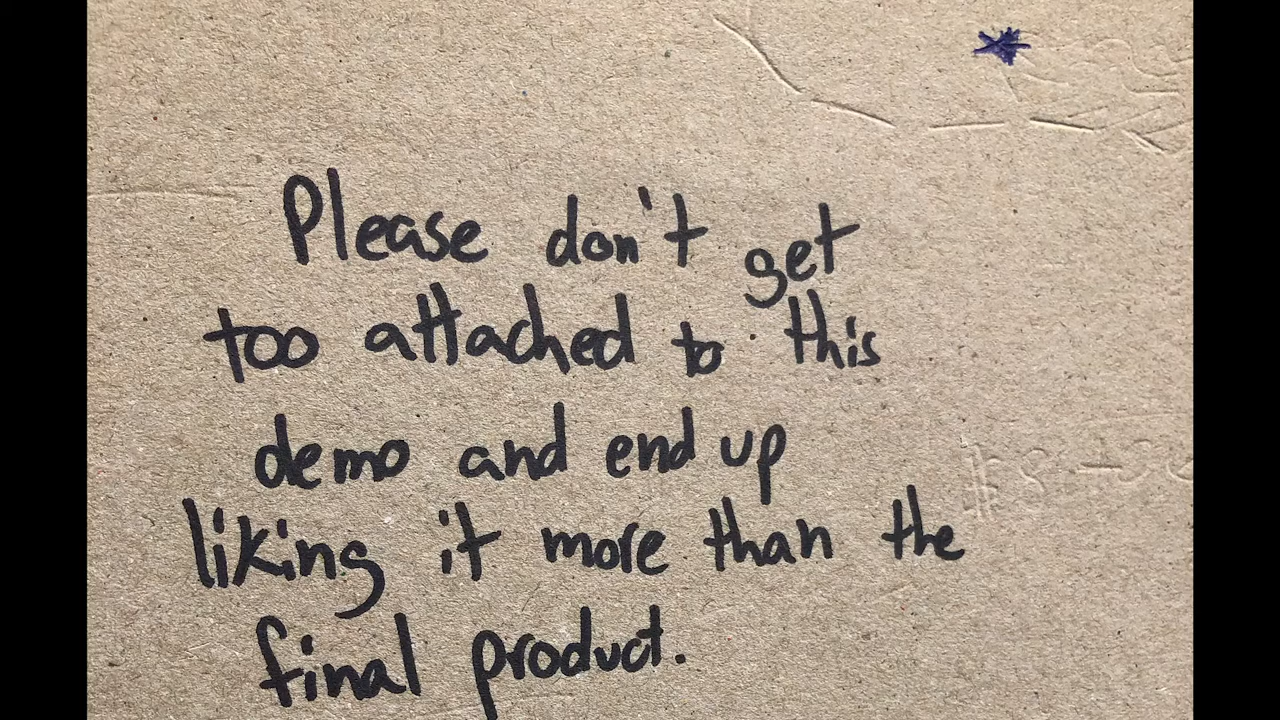 Please don't get
too attached to this
demo and end up
liking it more than the
final product.